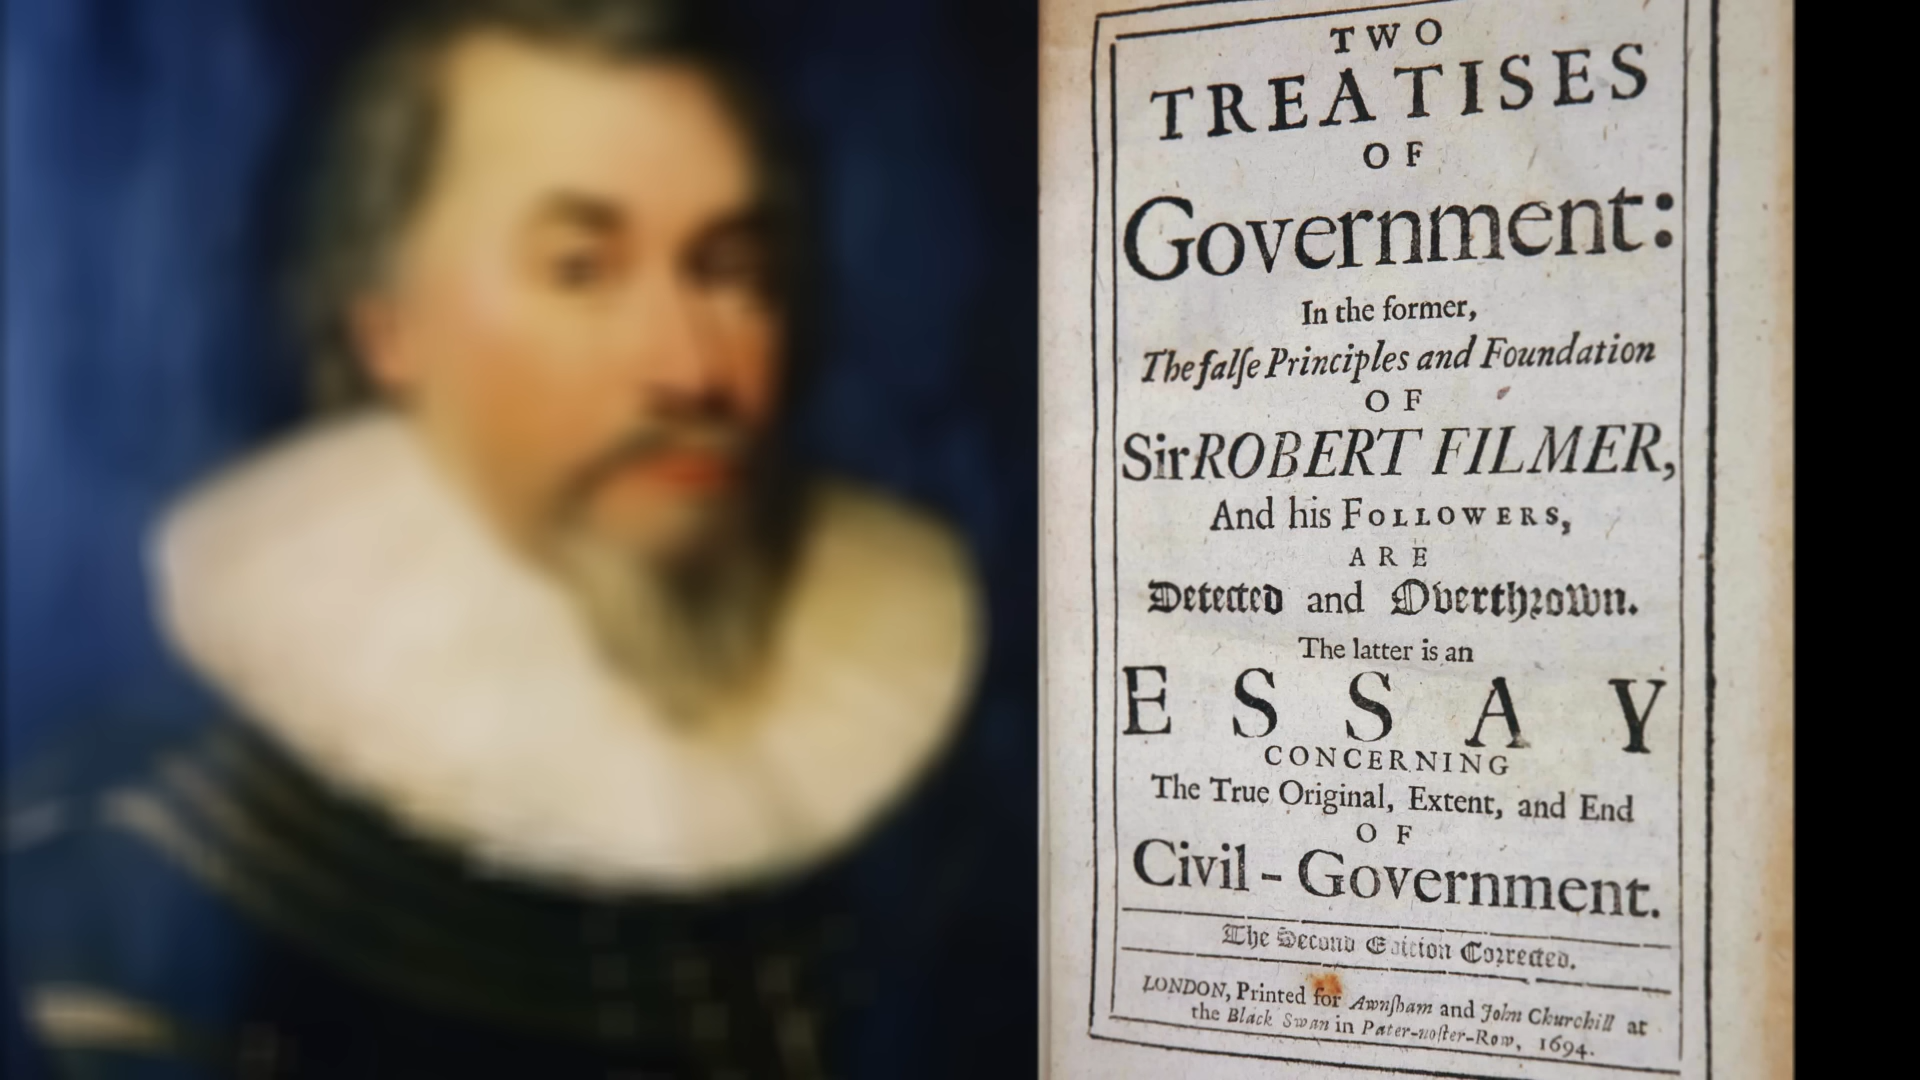 TWO
TREATISES
OF
Government:
In the former,
The falſe Principles and Foundation
OF
Sir ROBERT FILMER,
And his FOLLOWERS,
ARE
Detected and Overthrown.
The latter is an
ESSAY
CONCERNING
The True Original, Extent, and End
OF
Civil-Government.
The Second Edition Corrected.
LONDON, Printed for Awnſham and John Churchill at
the Black Swan in Pater-noſter-Row, 1694.